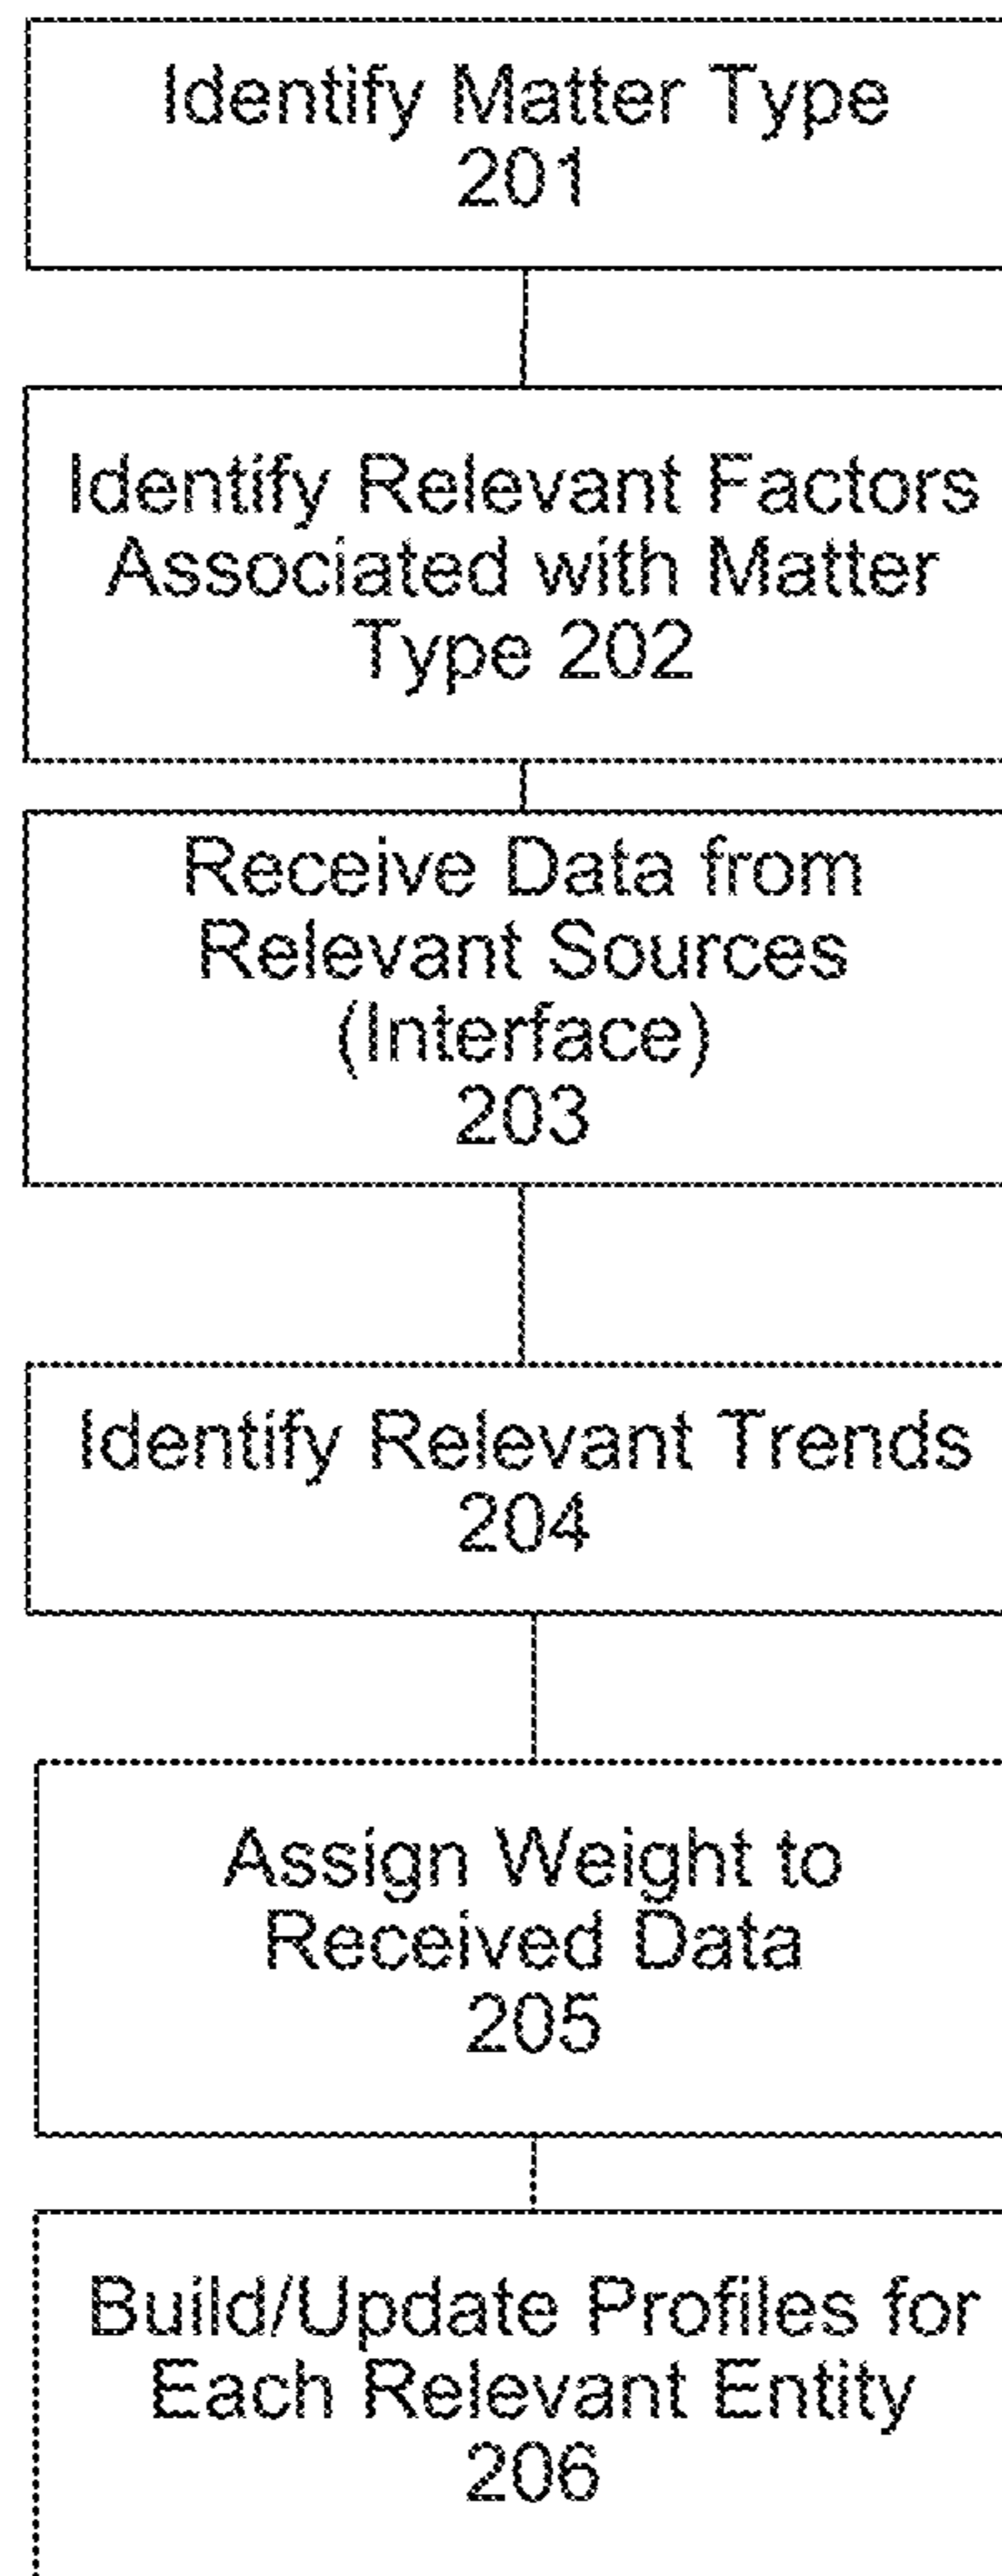 Identify Matter Type
201
Identify Relevant Factors
Associated with Matter
Type 202
Receive Data from
Relevant Sources
(Interface)
203
Identify Relevant Trends
204
Assign Weight to
Received Data
205
Build/Update Profiles for
Each Relevant Entity
206